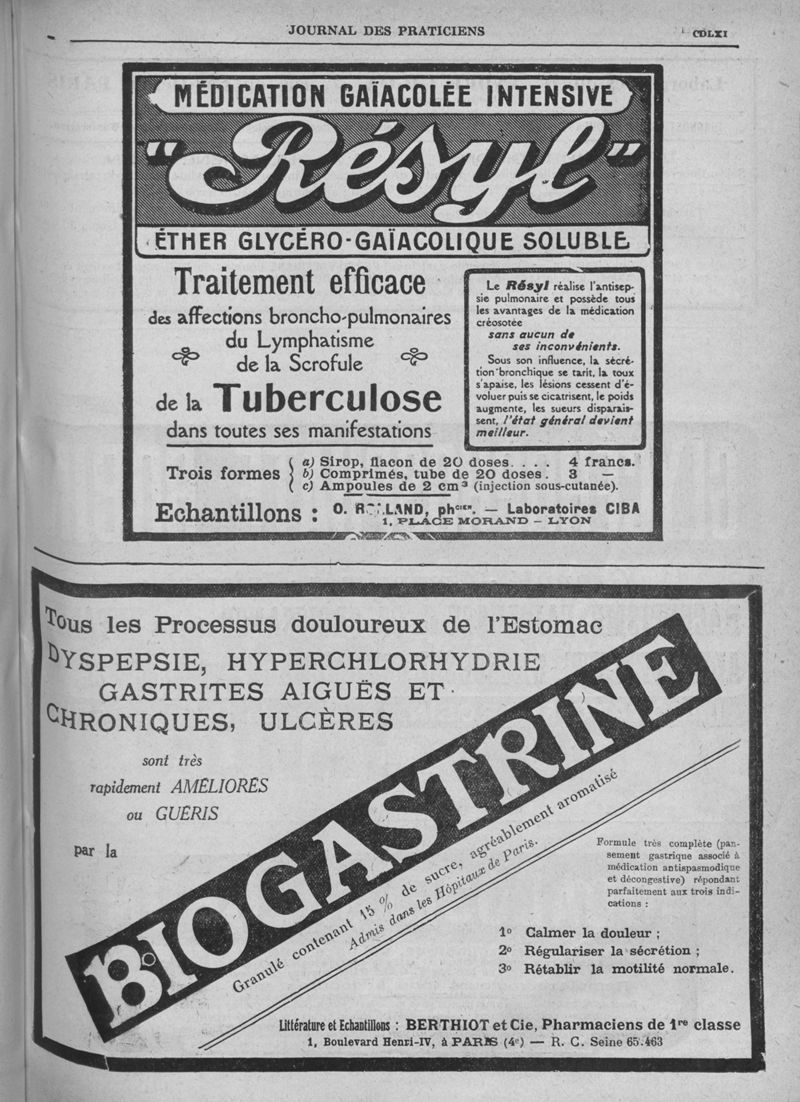 JOURNAL DES PRATICIENS
CDLXI
MÉDICATION GAÏACOLÉE INTENSIVE
"Résyl"
ÉTHER GLYCÉRO-GAÏACOLIQUE SOLUBLE
Traitement efficace
des affections broncho-pulmonaires
du Lymphatisme
de la Scrofule
de la Tuberculose
dans toutes ses manifestations
Le Résyl réalise l'antisep-
sie pulmonaire et possède tous
les avantages de la médication
créosotée
sans aucun de
ses inconvénients.
Sous son influence, la sécré-
tion bronchique se tarit, la toux
s'apaise, les lésions cessent d'é-
voluer puis se cicatrisent, le poids
augmente, les sueurs disparais-
sent, l'état général devient
meilleur.
Trois formes
a) Sirop, flacon de 20 doses. . . . 4 francs.
b) Comprimés, tube de 20 doses . 3 —
c) Ampoules de 2 cm³ (injection sous-cutanée).
Echantillons : O. phcien. — Laboratoires CIBA
1, PLACE MORAND — LYON
Tous les Processus douloureux de l'Estomac
DYSPEPSIE, HYPERCHLORHYDRIE
GASTRITES AIGUËS ET
CHRONIQUES, ULCÈRES
sont très
rapidement AMÉLIORÉS
ou GUÉRIS
par la
BIOGASTRINE
Granulé contenant 15 % de sucre, agréablement aromatisé
Admis dans les Hôpitaux de Paris.
Formule très complète (pan-
sement gastrique associé à
médication antispasmodique
et décongestive) répondant
parfaitement aux trois indi-
cations :
1º Calmer la douleur ;
2º Régulariser la sécrétion ;
3º Rétablir la motilité normale.
Littérature et Echantillons : BERTHIOT et Cie, Pharmaciens de 1re classe
1, Boulevard Henri-IV, à PARIS (4e) — R. C. Seine 65.463